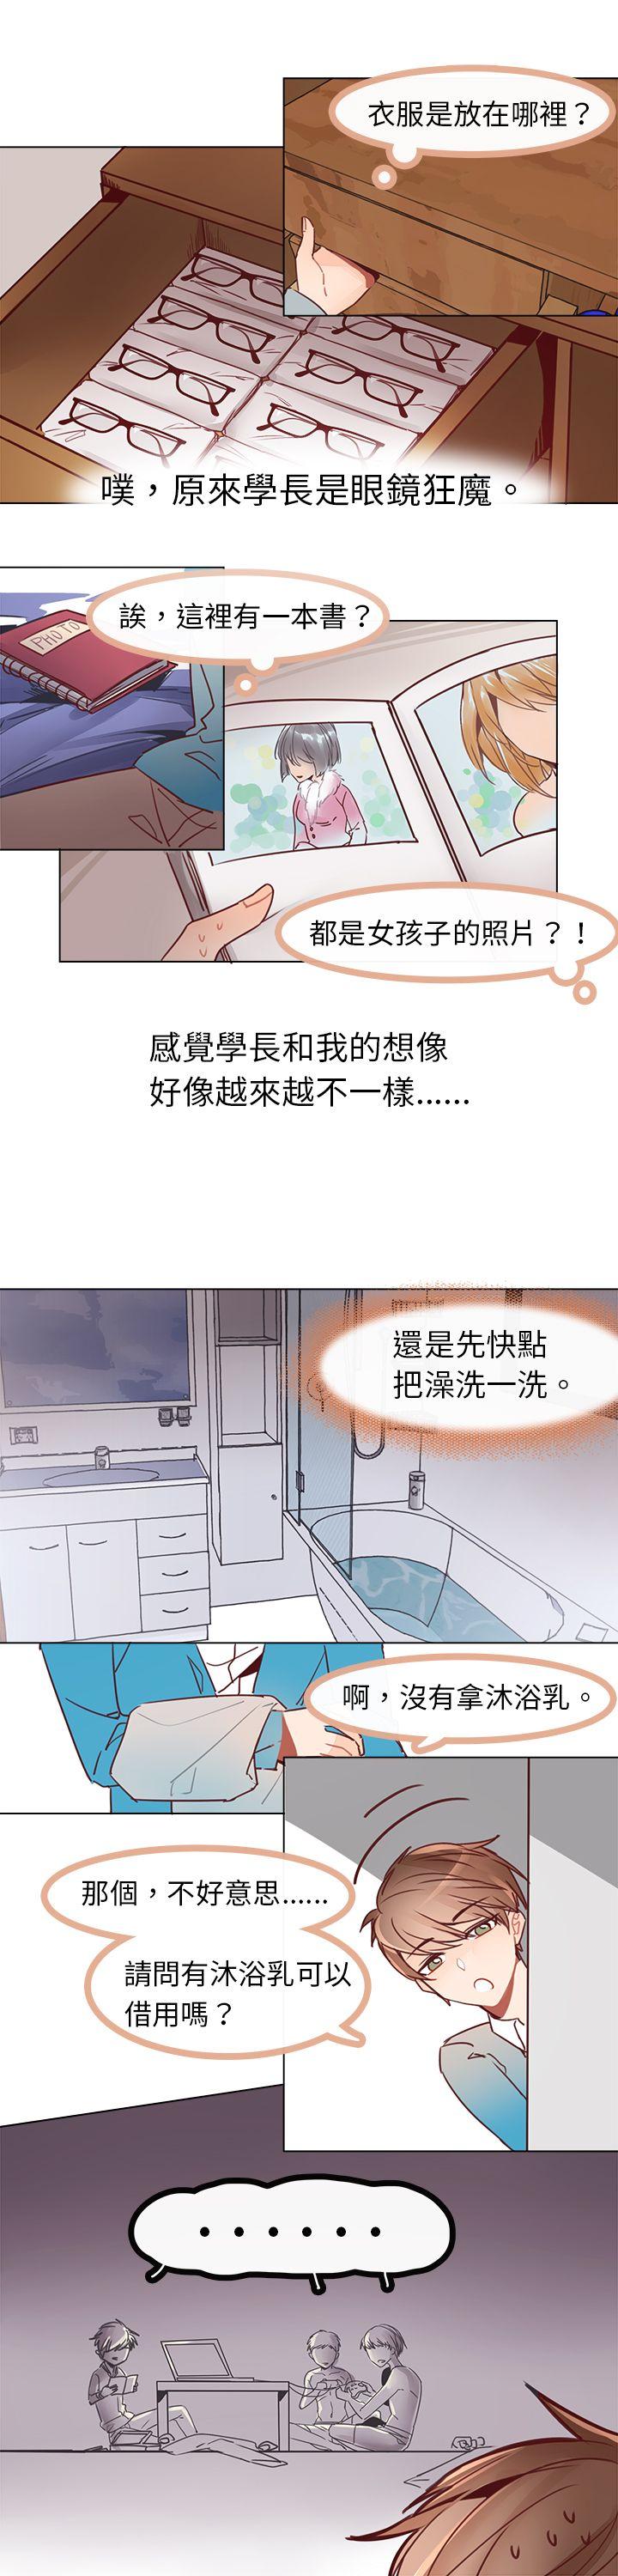 衣服是放在哪裡？
噗，原來學長是眼鏡狂魔。
誒，這裡有一本書？
PHOTO
都是女孩子的照片？！
感覺學長和我的想像
好像越來越不一樣......
還是先快點
把澡洗一洗。
啊，沒有拿沐浴乳。
那個，不好意思......
請問有沐浴乳可以
借用嗎？
......